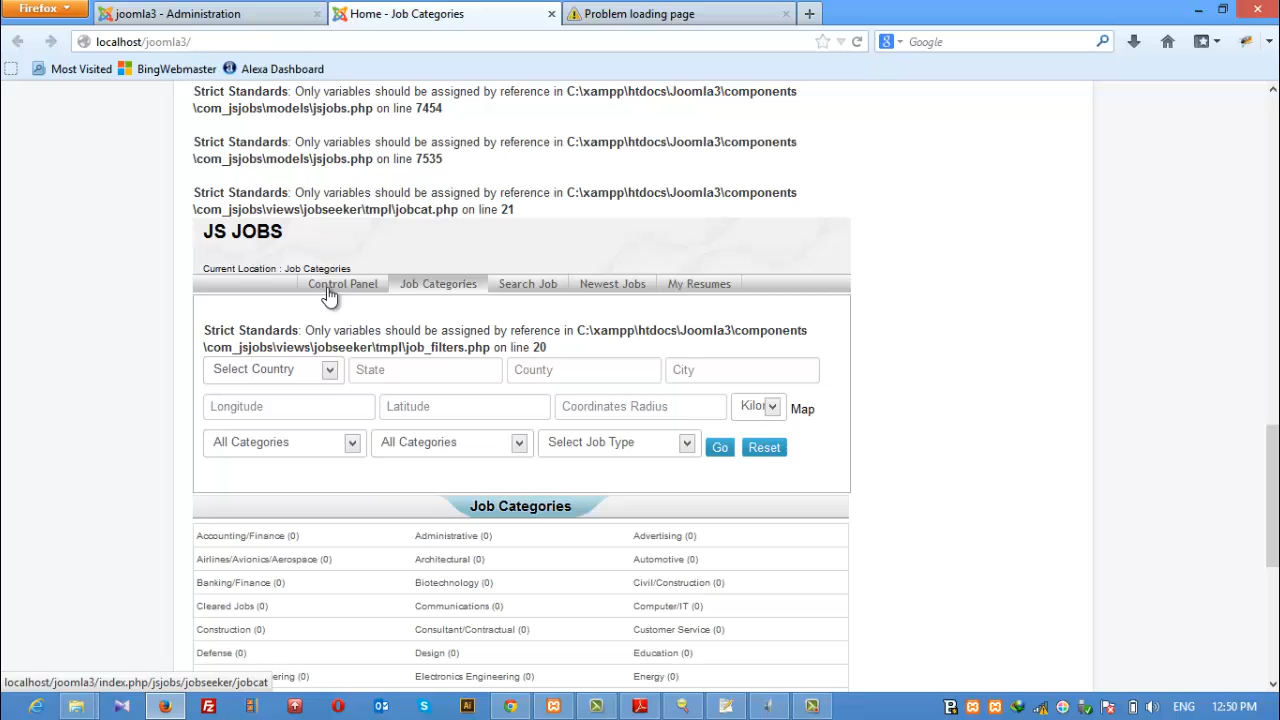 Firefox
joomla3 - Administration
Home - Job Categories
Problem loading page
localhost/joomla3/
Google
Most Visited
BingWebmaster
Alexa Dashboard
Strict Standards: Only variables should be assigned by reference in C:\xampp\htdocs\Joomla3\components
\com_jsjobs\models\jsjobs.php on line 7454
Strict Standards: Only variables should be assigned by reference in C:\xampp\htdocs\Joomla3\components
\com_jsjobs\models\jsjobs.php on line 7535
Strict Standards: Only variables should be assigned by reference in C:\xampp\htdocs\Joomla3\components
\com_jsjobs\views\jobseeker\tmpl\jobcat.php on line 21
JS JOBS
Current Location : Job Categories
Control Panel Job Categories Search Job Newest Jobs My Resumes
Strict Standards: Only variables should be assigned by reference in C:\xampp\htdocs\Joomla3\components
\com_jsjobs\views\jobseeker\tmpl\job_filters.php on line 20
Select Country State County City
Longitude Latitude Coordinates Radius Kilo Map
All Categories All Categories Select Job Type Go Reset
Job Categories
Accounting/Finance (0) Administrative (0) Advertising (0)
Airlines/Avionics/Aerospace (0) Architectural (0) Automotive (0)
Banking/Finance (0) Biotechnology (0) Civil/Construction (0)
Cleared Jobs (0) Communications (0) Computer/IT (0)
Construction (0) Consultant/Contractual (0) Customer Service (0)
Defense (0) Design (0) Education (0)
ering (0) Electronics Engineering (0) Energy (0)
localhost/joomla3/index.php/jsjobs/jobseeker/jobcat
ENG 12:50 PM